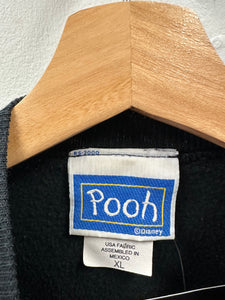 Pooh
©Disney
USA FABRIC
ASSEMBLED IN
MEXICO
XL